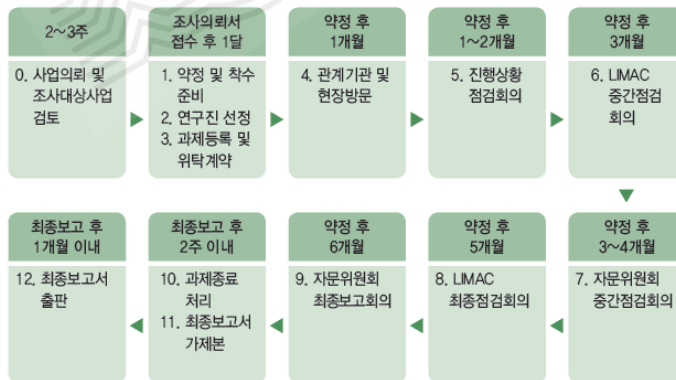 2~3주
0. 사업의뢰 및
조사대상사업
검토
조사의뢰서
접수 후 1달
1. 약정 및 착수
준비
2. 연구진 선정
3. 과제등록 및
위탁계약
약정 후
1개월
4. 관계기관 및
현장방문
약정 후
1~2개월
5. 진행상황
점검회의
약정 후
3개월
6. LIMAC
중간점검
회의
약정 후
3~4개월
7. 자문위원회
중간점검회의
약정 후
5개월
8. LIMAC
최종점검회의
약정 후
6개월
9. 자문위원회
최종보고회의
최종보고 후
2주 이내
10. 과제종료
처리
11. 최종보고서
가제본
최종보고 후
1개월 이내
12. 최종보고서
출판